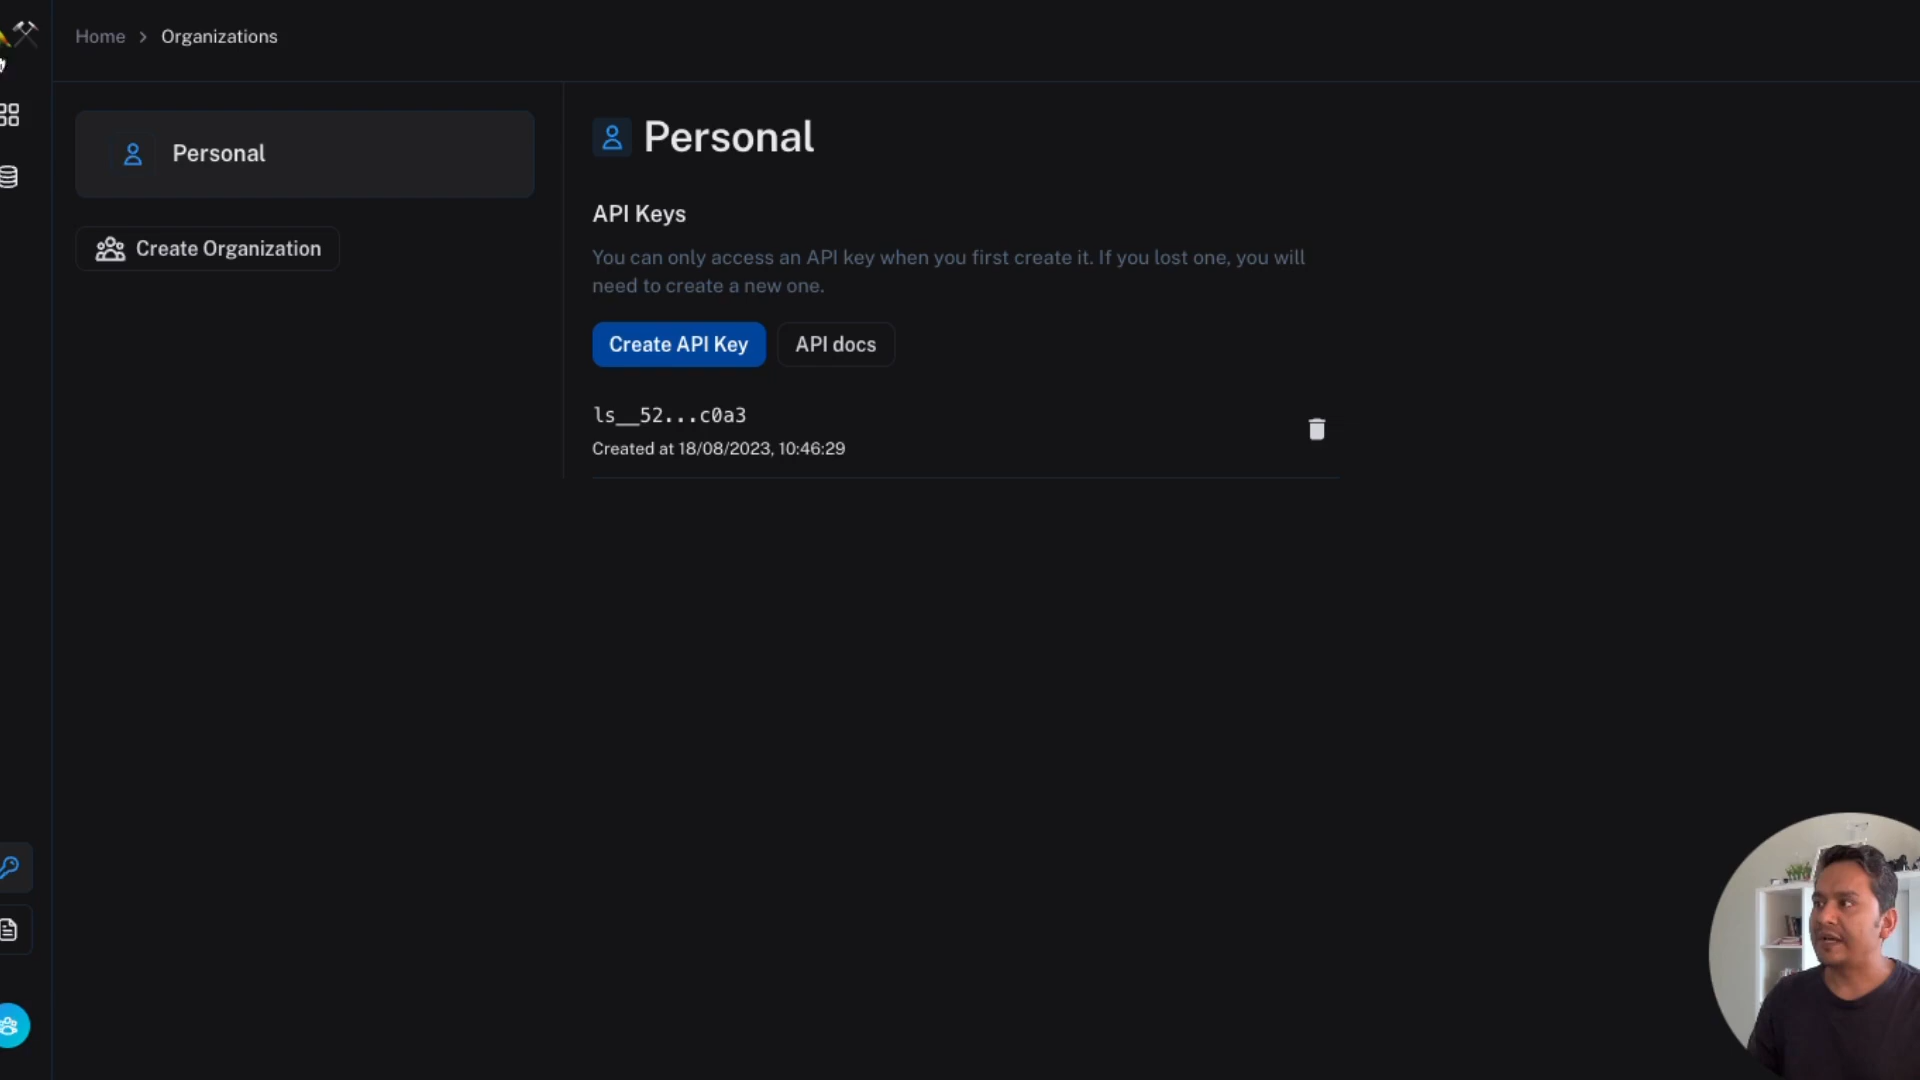 Home > Organizations
Personal
Create Organization
Personal
API Keys
You can only access an API key when you first create it. If you lost one, you will
need to create a new one.
Create API Key
API docs
ls__52...c0a3
Created at 18/08/2023, 10:46:29